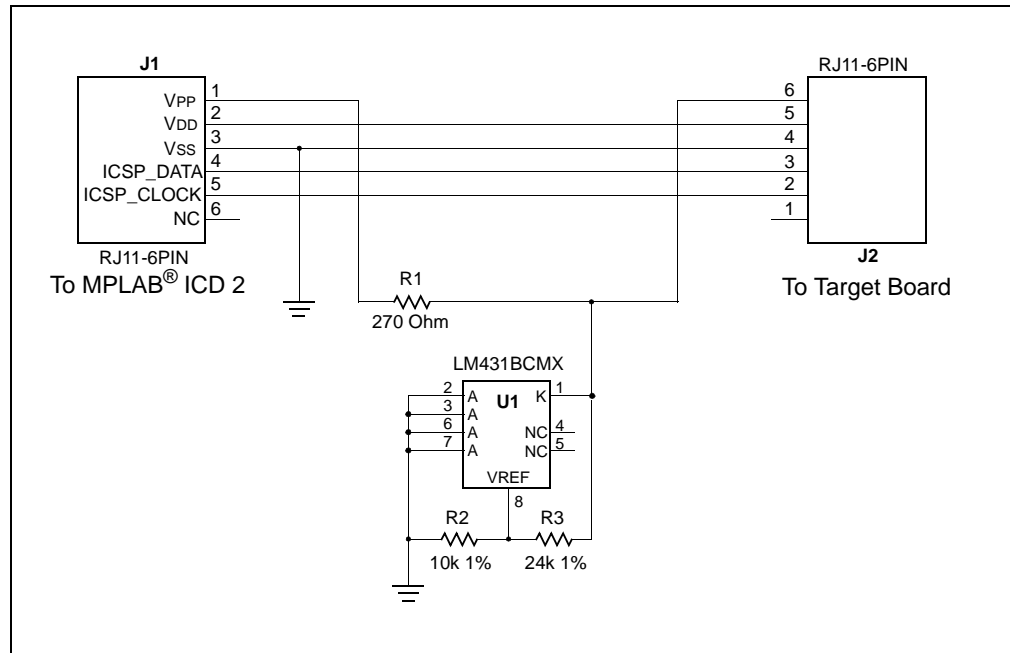 J1
RJ11-6PIN
VPP 1
VDD 2
VSS 3
ICSP_DATA 4
ICSP_CLOCK 5
NC 6
6
5
4
3
2
1
RJ11-6PIN
To MPLAB® ICD 2
J2
To Target Board
R1
270 Ohm
LM431BCMX
2 A U1 K 1
3 A
6 A NC 4
7 A NC 5
VREF
8
R2 R3
10k 1% 24k 1%